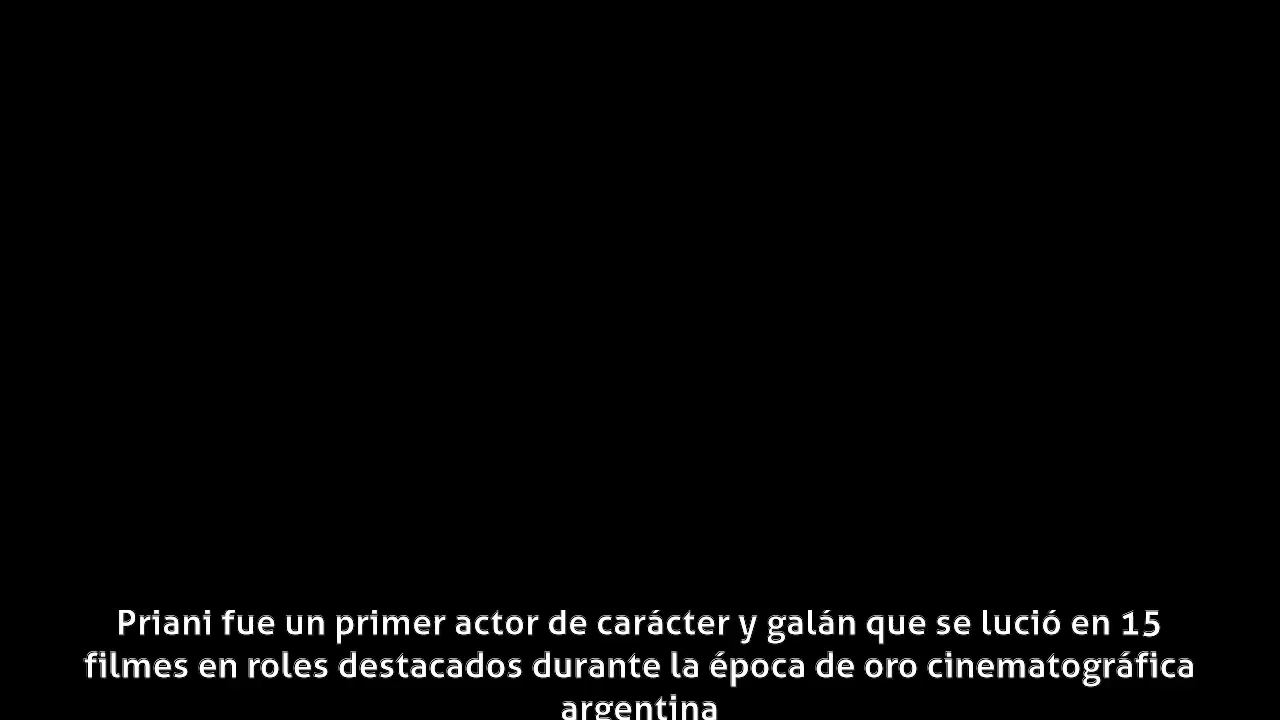 Priani fue un primer actor de carácter y galán que se lució en 15
filmes en roles destacados durante la época de oro cinematográfica
argentina